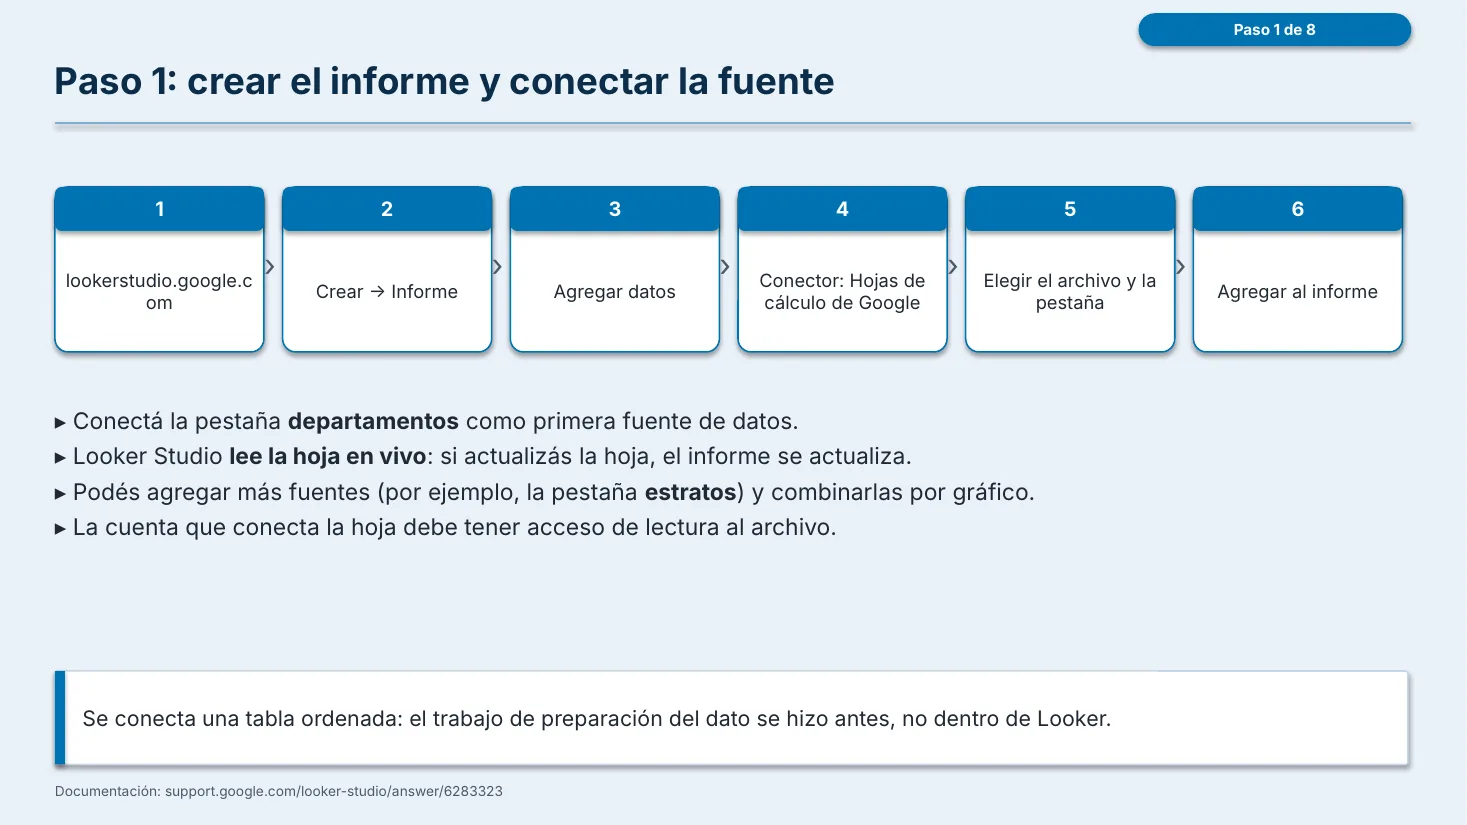 Paso 1 de 8
Paso 1: crear el informe y conectar la fuente
1
lookerstudio.google.c
om
›
2
Crear → Informe
›
3
Agregar datos
›
4
Conector: Hojas de
cálculo de Google
›
5
Elegir el archivo y la
pestaña
›
6
Agregar al informe
▸ Conectá la pestaña departamentos como primera fuente de datos.
▸ Looker Studio lee la hoja en vivo: si actualizás la hoja, el informe se actualiza.
▸ Podés agregar más fuentes (por ejemplo, la pestaña estratos) y combinarlas por gráfico.
▸ La cuenta que conecta la hoja debe tener acceso de lectura al archivo.
Se conecta una tabla ordenada: el trabajo de preparación del dato se hizo antes, no dentro de Looker.
Documentación: support.google.com/looker-studio/answer/6283323